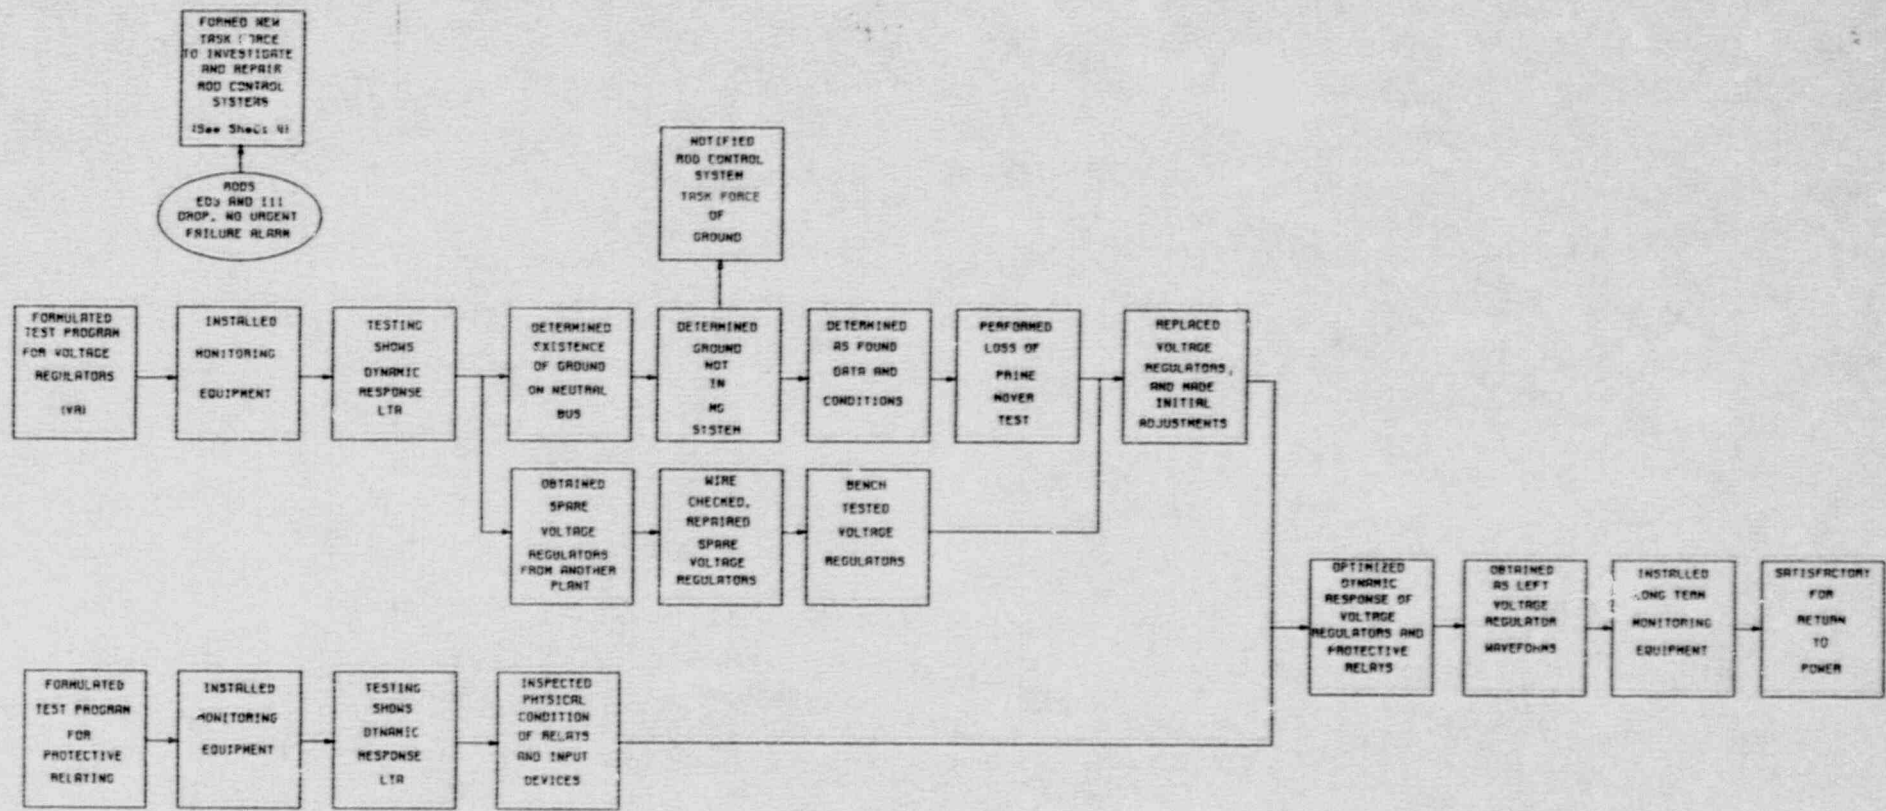 FORMED NEW
TASK FORCE
TO INVESTIGATE
AND REPAIR
ROD CONTROL
SYSTEMS
(See Sheet 4)
RODS
AND III
DROP, NO URGENT
FAILURE ALARM
NOTIFIED
ROD CONTROL
SYSTEM
TASK FORCE
OF
GROUND
FORMULATED
TEST PROGRAM
FOR VOLTAGE
REGULATORS
(VR)
INSTALLED
MONITORING
EQUIPMENT
TESTING
SHOWS
DYNAMIC
RESPONSE
LTA
DETERMINED
EXISTENCE
OF GROUND
ON NEUTRAL
BUS
DETERMINED
GROUND
NOT
IN
MG
SYSTEM
DETERMINED
AS FOUND
DATA AND
CONDITIONS
PERFORMED
LOSS OF
PRIME
MOVER
TEST
REPLACED
VOLTAGE
REGULATORS,
AND MADE
INITIAL
ADJUSTMENTS
OBTAINED
SPARE
VOLTAGE
REGULATORS
FROM ANOTHER
PLANT
WIRE
CHECKED,
REPAIRED
SPARE
VOLTAGE
REGULATORS
BENCH
TESTED
VOLTAGE
REGULATORS
OPTIMIZED
DYNAMIC
RESPONSE OF
VOLTAGE
REGULATORS AND
PROTECTIVE
RELAYS
OBTAINED
AS LEFT
VOLTAGE
REGULATOR
WAVEFORMS
INSTALLED
LONG TERM
MONITORING
EQUIPMENT
SATISFACTORY
FOR
RETURN
TO
POWER
FORMULATED
TEST PROGRAM
FOR
PROTECTIVE
RELAYING
INSTALLED
MONITORING
EQUIPMENT
TESTING
SHOWS
DYNAMIC
RESPONSE
LTA
INSPECTED
PHYSICAL
CONDITION
OF RELAYS
AND INPUT
DEVICES